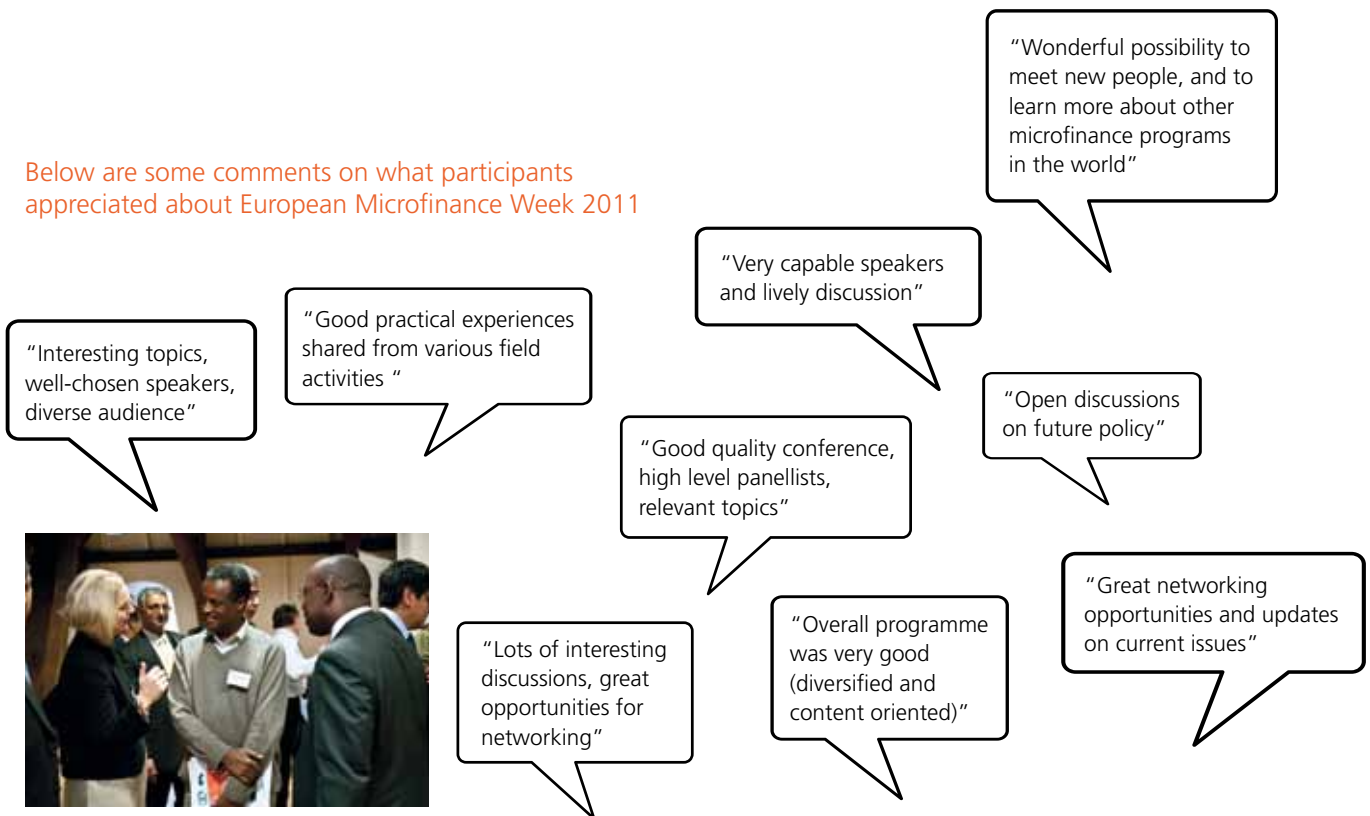 Below are some comments on what participants
appreciated about European Microfinance Week 2011
“Wonderful possibility to
meet new people, and to
learn more about other
microfinance programs
in the world”
“Very capable speakers
and lively discussion”
“Good practical experiences
shared from various field
activities “
“Interesting topics,
well-chosen speakers,
diverse audience”
“Open discussions
on future policy”
“Good quality conference,
high level panellists,
relevant topics”
“Great networking
opportunities and updates
on current issues”
“Overall programme
was very good
(diversified and
content oriented)”
“Lots of interesting
discussions, great
opportunities for
networking”